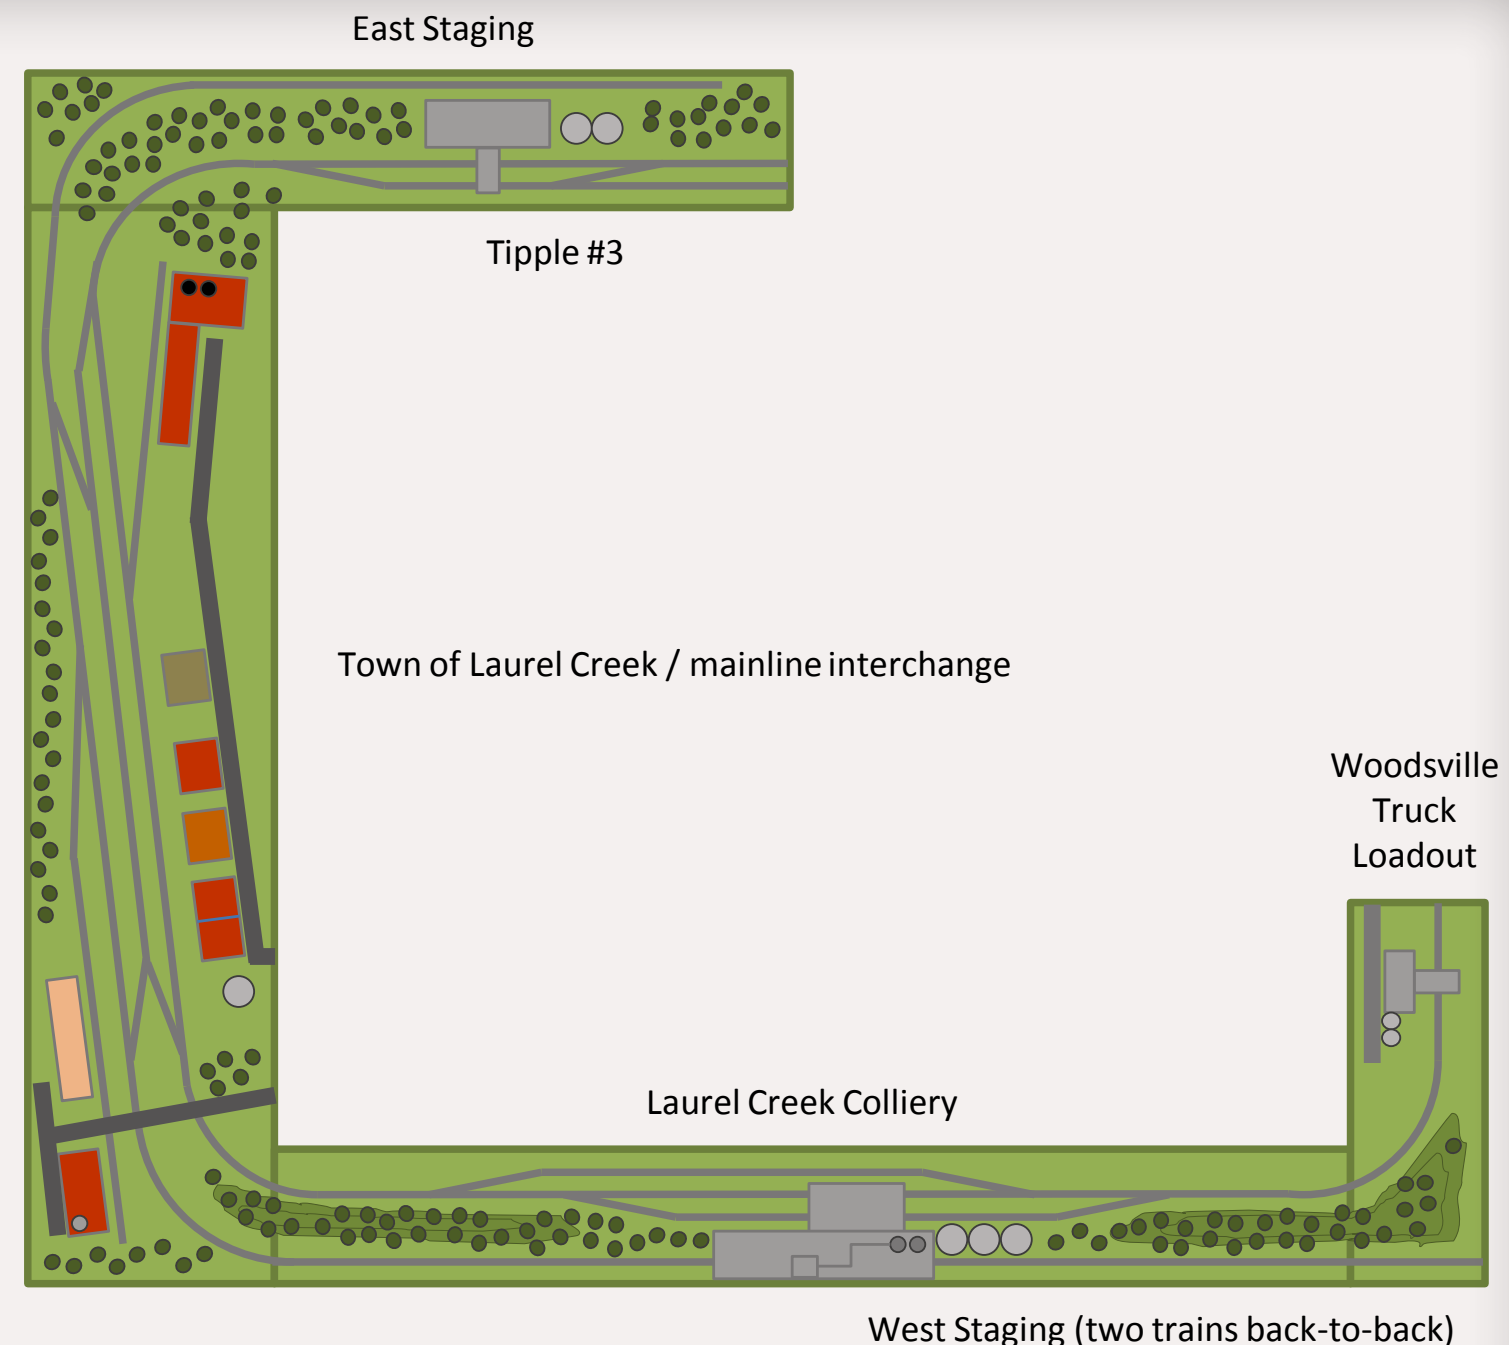 East Staging
Tipple #3
Town of Laurel Creek / mainline interchange
Woodsville
Truck
Loadout
Laurel Creek Colliery
West Staging (two trains back-to-back)